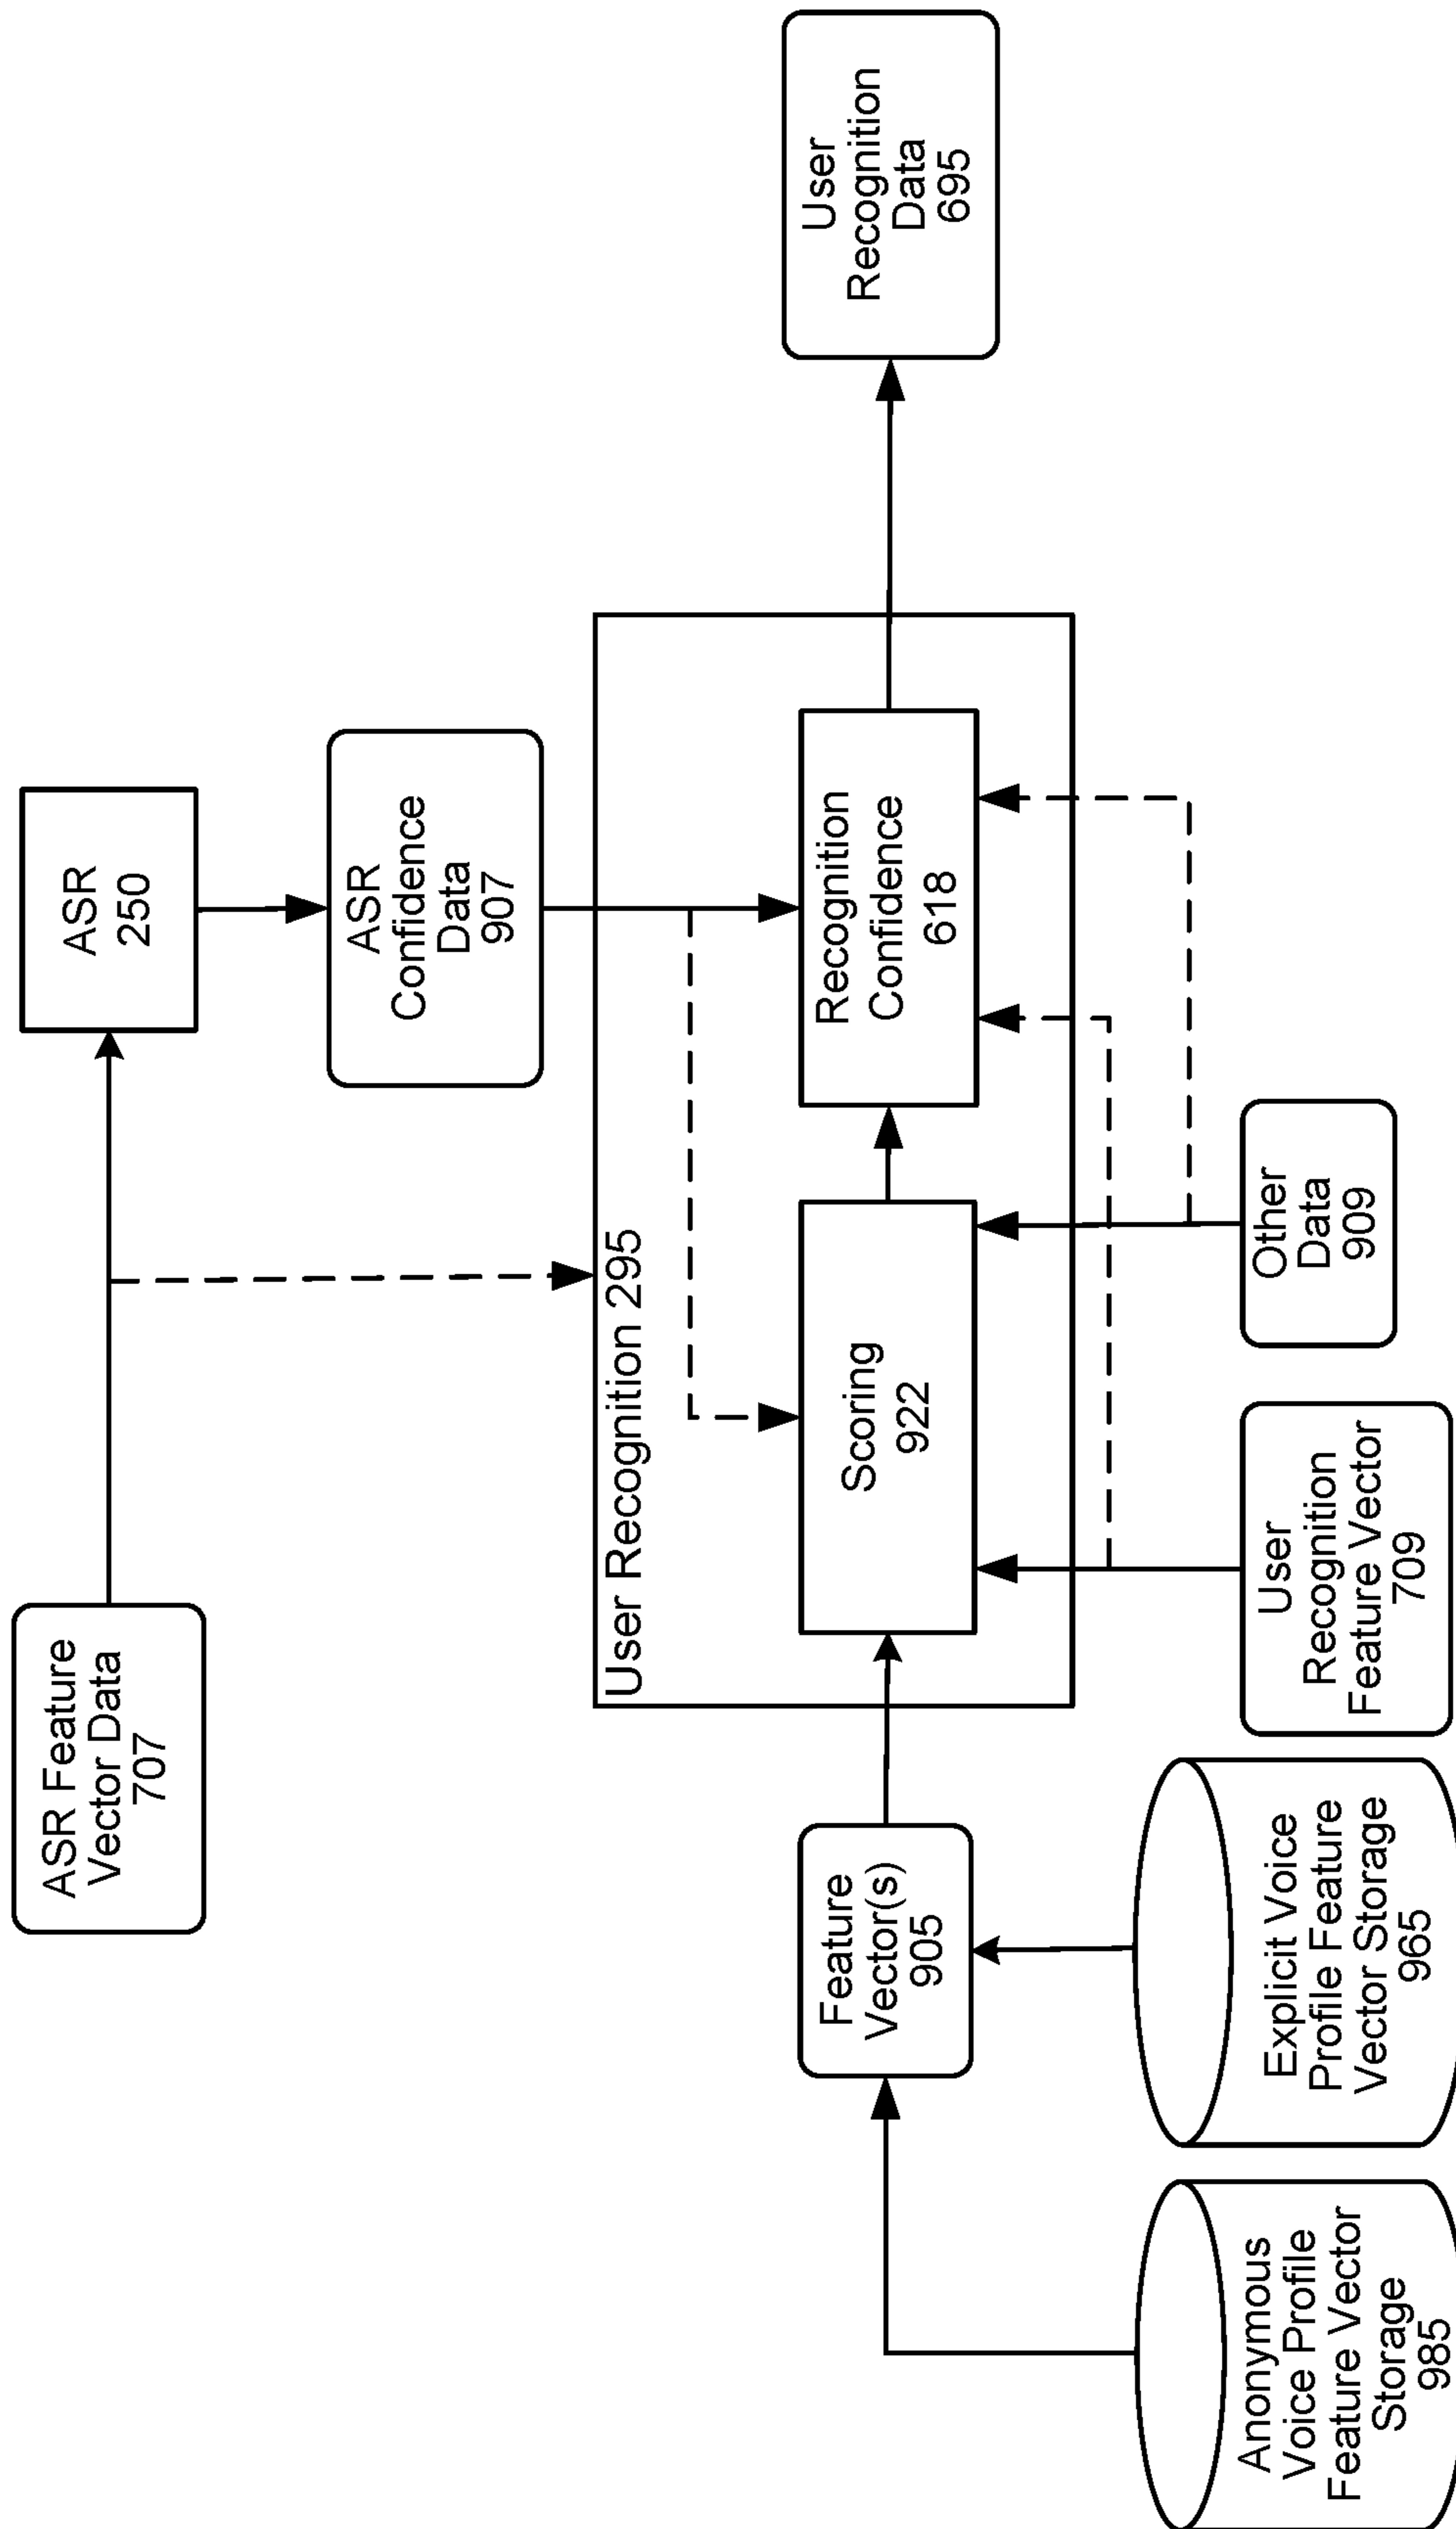 ASR Feature
Vector Data
707
ASR
250
ASR
Confidence
Data
907
User Recognition 295
Feature
Vector(s)
905
Scoring
922
Recognition
Confidence
618
User
Recognition
Data
695
Anonymous
Voice Profile
Feature Vector
Storage
985
Explicit Voice
Profile Feature
Vector Storage
965
User
Recognition
Feature Vector
709
Other
Data
909